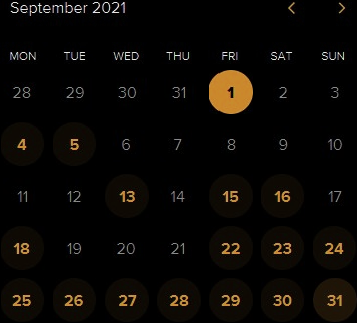 September 2021
MON TUE WED THU FRI SAT SUN
28 29 30 31 1 2 3
4 5 6 7 8 9 10
11 12 13 14 15 16 17
18 19 20 21 22 23 24
25 26 27 28 29 30 31